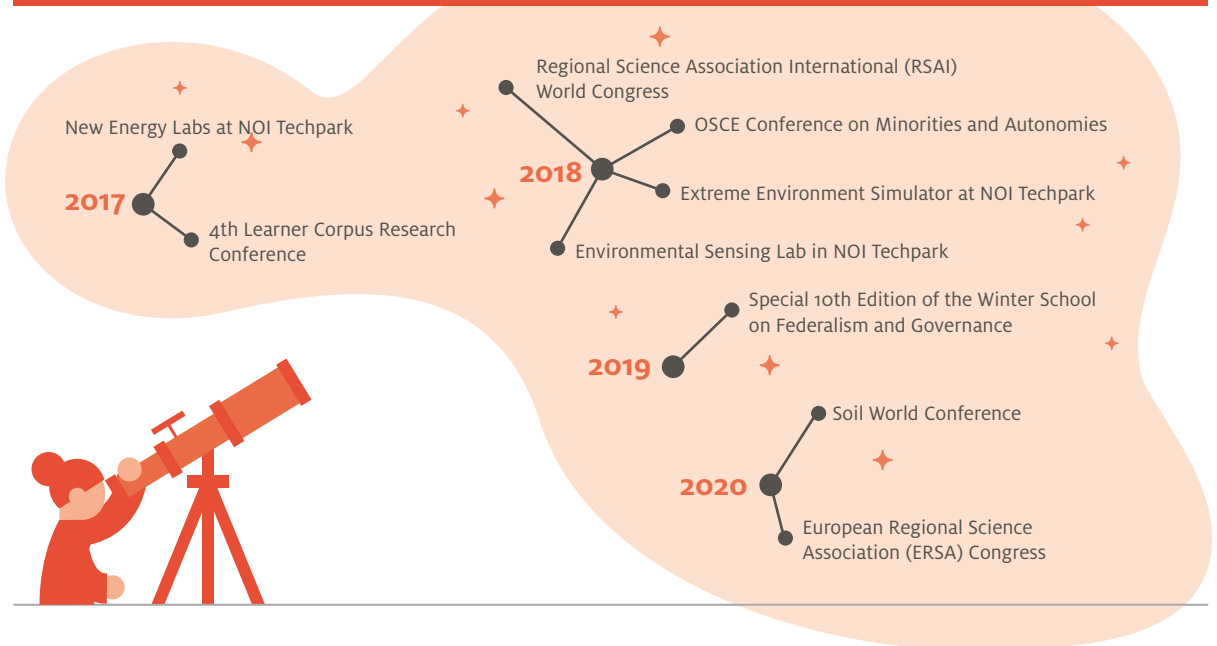 New Energy Labs at NOI Techpark
2017
4th Learner Corpus Research
Conference
Regional Science Association International (RSAI)
World Congress
OSCE Conference on Minorities and Autonomies
2018
Extreme Environment Simulator at NOI Techpark
Environmental Sensing Lab in NOI Techpark
Special 10th Edition of the Winter School
on Federalism and Governance
2019
Soil World Conference
2020
European Regional Science
Association (ERSA) Congress